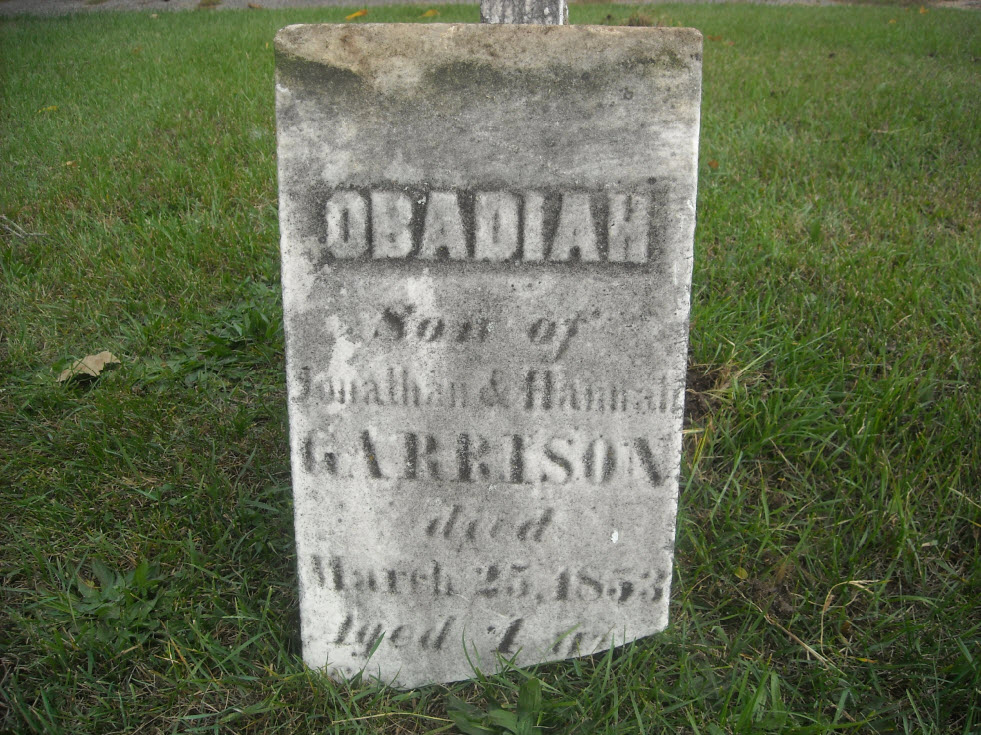 OBADIAH
Son of
Jonathan & Hannah
GARRISON
died
March 25, 1853
Aged